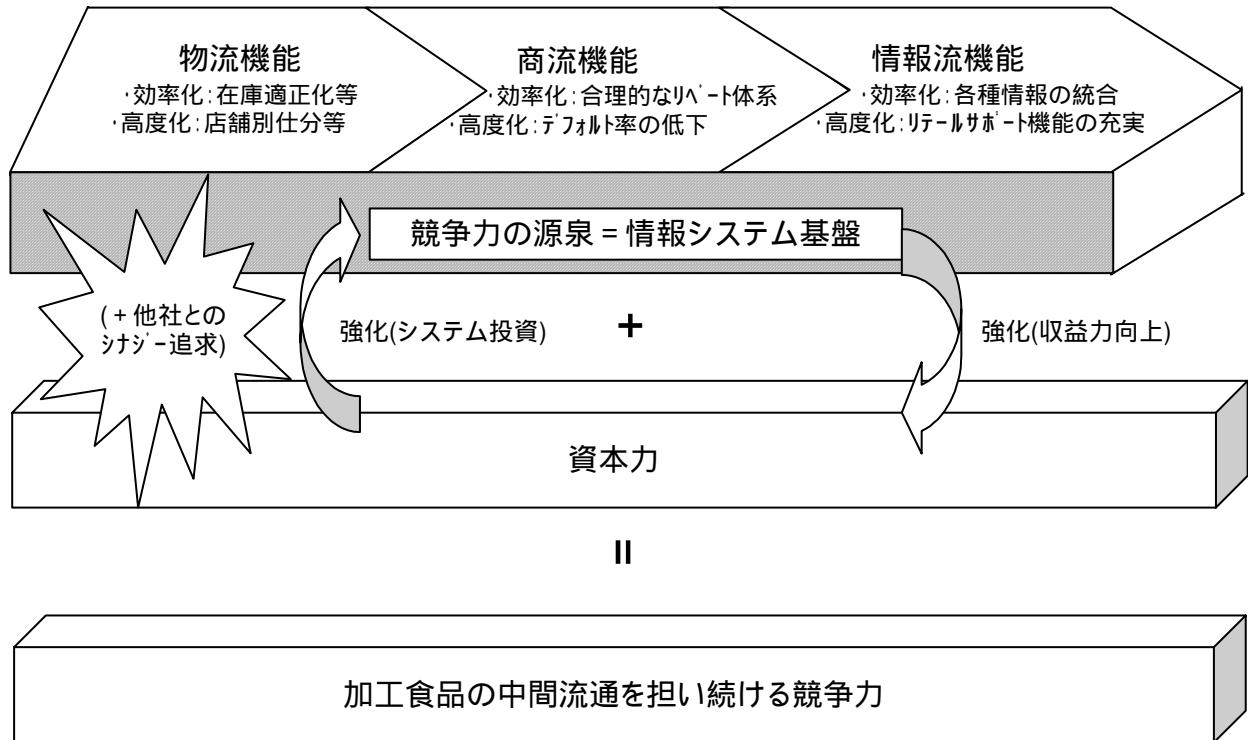 物流機能
・効率化：在庫適正化等
・高度化：店舗別仕分等
商流機能
・効率化：合理的なﾘﾍﾞｰﾄ体系
・高度化：ﾃﾞﾌｫﾙﾄ率の低下
情報流機能
・効率化：各種情報の統合
・高度化：ﾘﾃｰﾙｻﾎﾟｰﾄ機能の充実
競争力の源泉＝情報システム基盤
(＋他社との
ｼﾅｼﾞｰ追求)
強化(システム投資)
＋
強化(収益力向上)
資本力
＝
加工食品の中間流通を担い続ける競争力